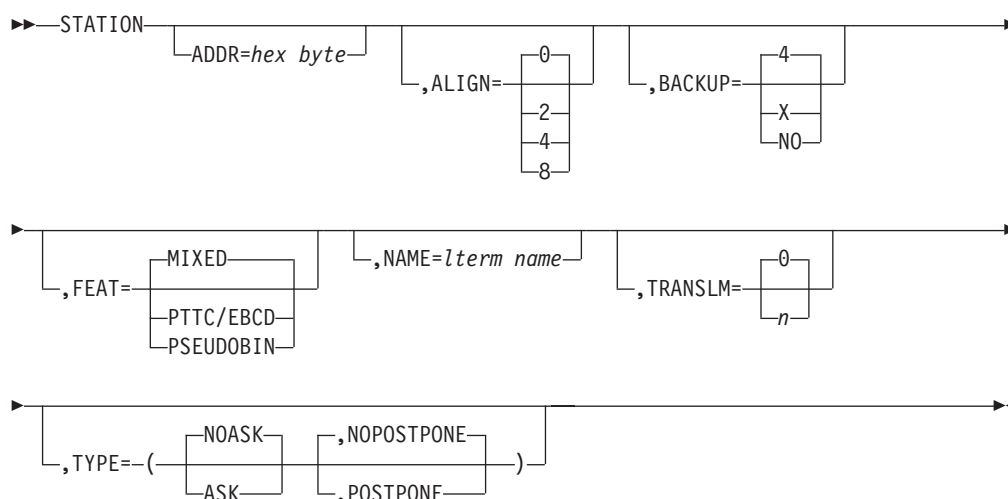 STATION
ADDR=hex byte
,ALIGN=
0
2
4
8
,BACKUP=
4
X
NO
,FEAT=
MIXED
PTTC/EBCD
PSEUDOBIN
,NAME=lterm name
,TRANSLM=
0
n
,TYPE=(
NOASK
ASK
,NOPOSTPONE
,POSTPONE
)